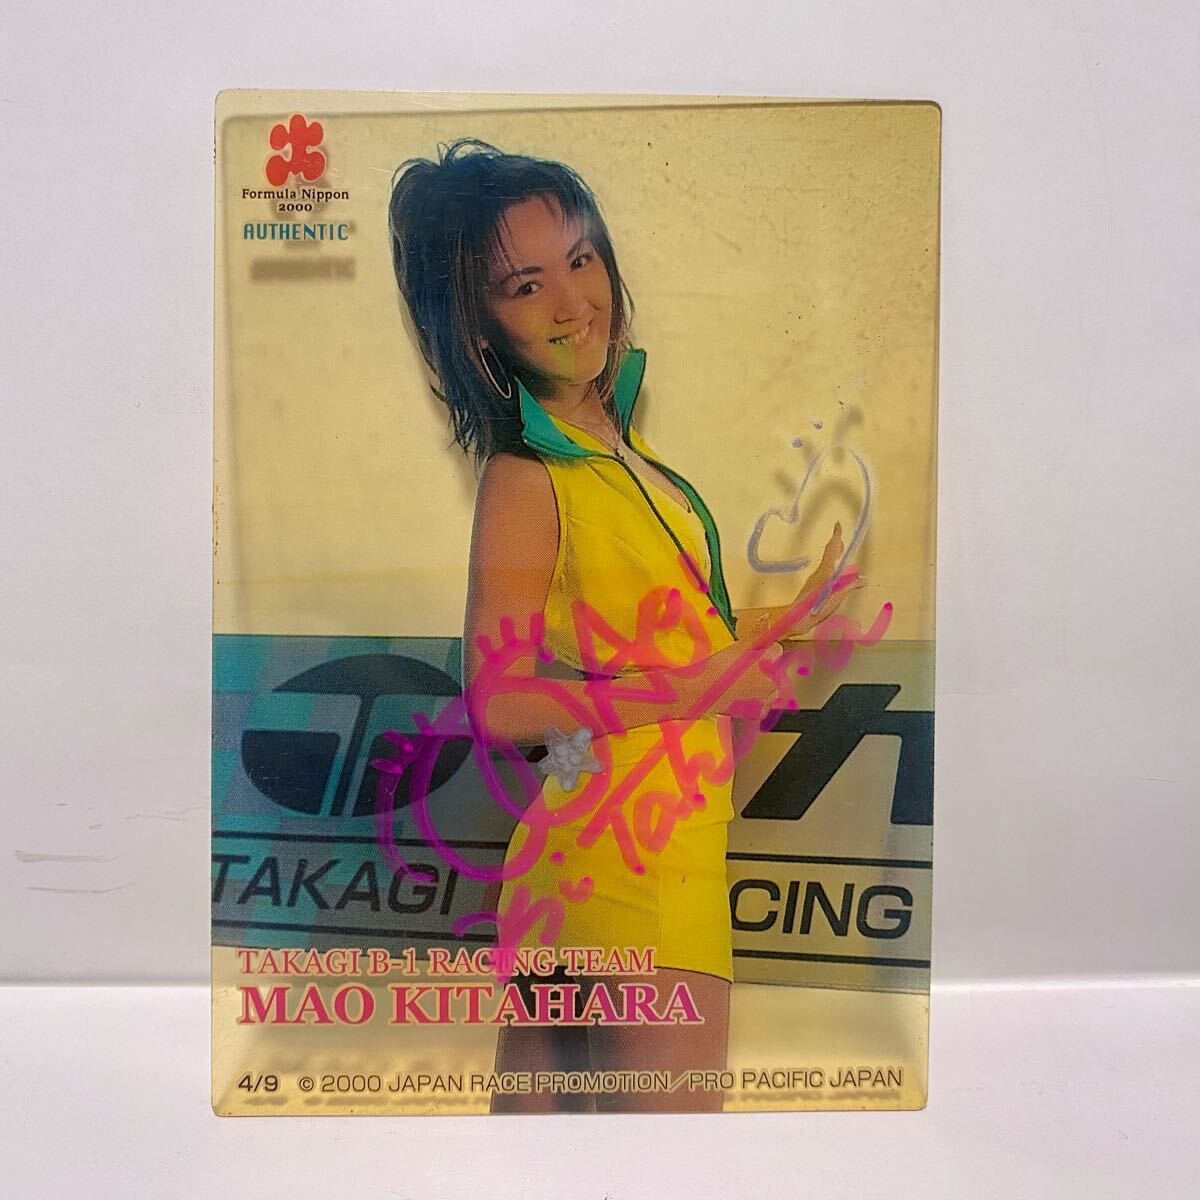 Formula Nippon
2000
AUTHENTIC
TAKAGI
CING
TAKAGI B-1 RACING TEAM
MAO KITAHARA
4/9 © 2000 JAPAN RACE PROMOTION／PRO PACIFIC JAPAN